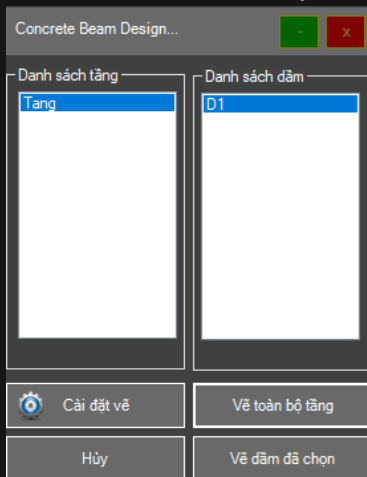 Concrete Beam Design...
-
x
Danh sách tầng
Danh sách dầm
Tang
D1
Cài đặt vẽ
Vẽ toàn bộ tầng
Hủy
Vẽ dầm đã chọn